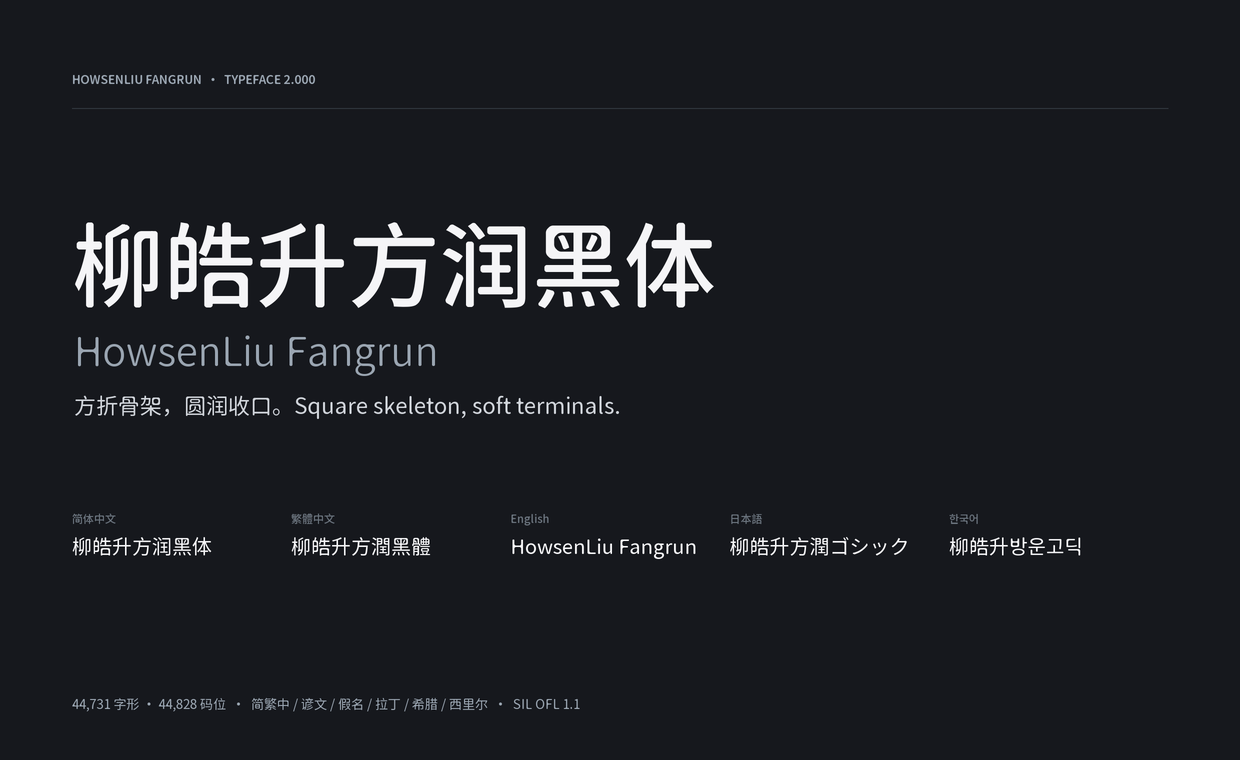 HOWSENLIU FANGRUN • TYPEFACE 2.000
柳皓升方润黑体
HowsenLiu Fangrun
方折骨架，圆润收口。Square skeleton, soft terminals.
简体中文
柳皓升方润黑体
繁體中文
柳皓升方潤黑體
English
HowsenLiu Fangrun
日本語
柳皓升方潤ゴシック
한국어
柳皓升방운고딕
44,731 字形 • 44,828 码位 • 简繁中 / 谚文 / 假名 / 拉丁 / 希腊 / 西里尔 • SIL OFL 1.1